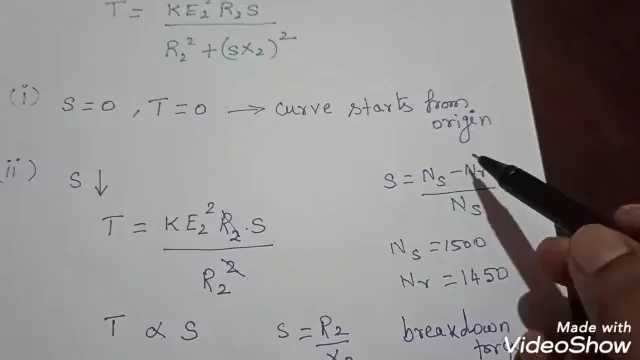 T = KE₂² R₂ S / R₂² + (SX₂)²
(i) S = 0 , T = 0 → curve starts from origin
(ii) S ↓
S = Ns - Nr / Ns
T = KE₂² R₂ . S / R₂²
Ns = 1500
Nr = 1450
T ∝ S S = R₂ / X₂ breakdown
Made with
VideoShow